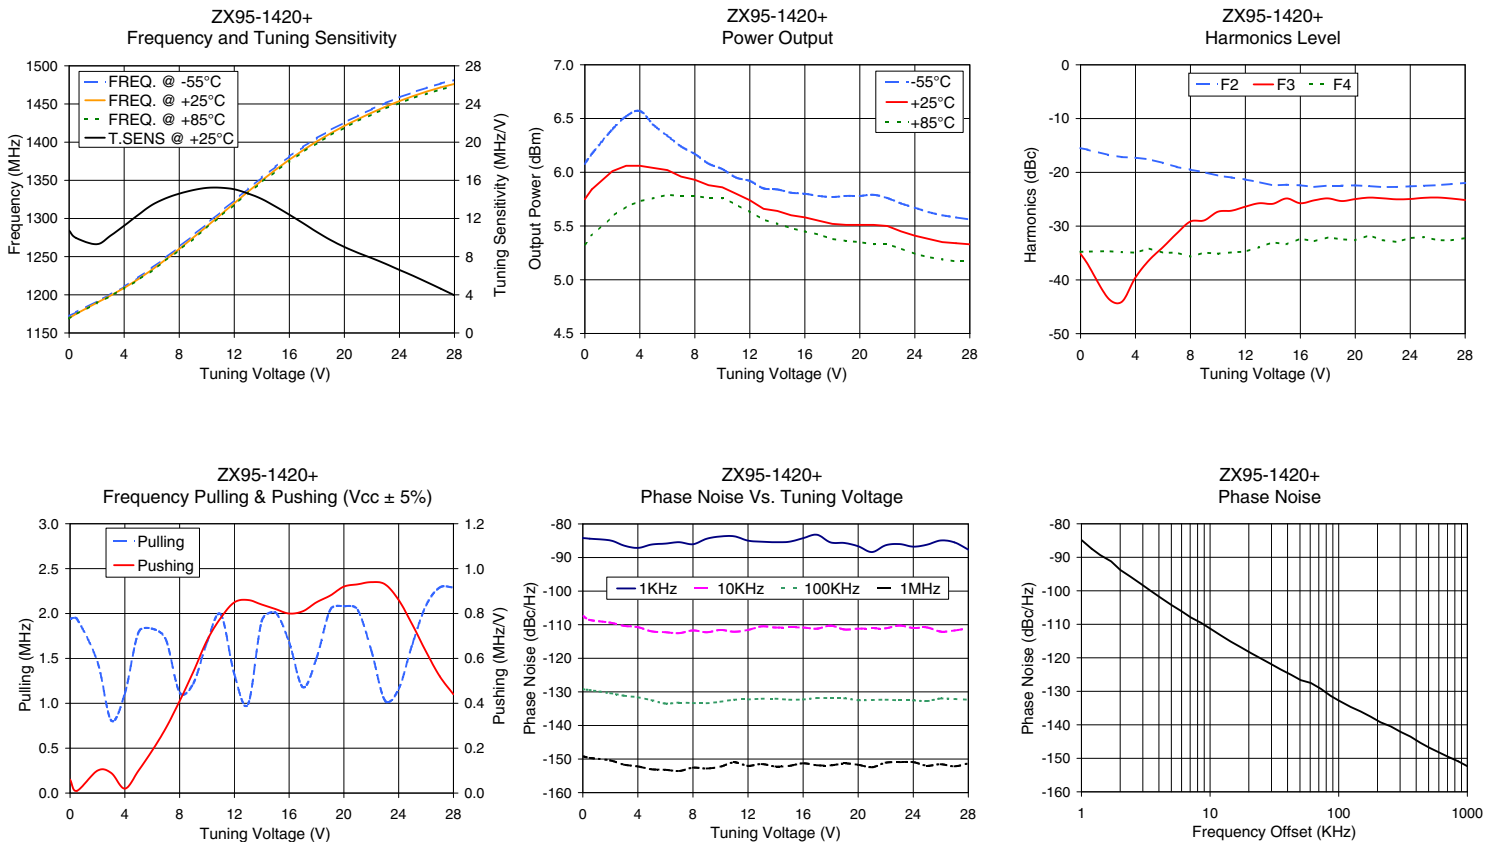 ZX95-1420+
Frequency and Tuning Sensitivity
1500
1450
1400
1350
1300
1250
1200
1150
Frequency (MHz)
FREQ. @ -55°C
FREQ. @ +25°C
FREQ. @ +85°C
T.SENS @ +25°C
28
24
20
16
12
8
4
0
Tuning Sensitivity (MHz/V)
0 4 8 12 16 20 24 28
Tuning Voltage (V)
ZX95-1420+
Power Output
7.0
6.5
6.0
5.5
5.0
4.5
Output Power (dBm)
-55°C
+25°C
+85°C
0 4 8 12 16 20 24 28
Tuning Voltage (V)
ZX95-1420+
Harmonics Level
0
-10
-20
-30
-40
-50
Harmonics (dBc)
F2 F3 F4
0 4 8 12 16 20 24 28
Tuning Voltage (V)
ZX95-1420+
Frequency Pulling & Pushing (Vcc ± 5%)
3.0
2.5
2.0
1.5
1.0
0.5
0.0
Pulling (MHz)
Pulling
Pushing
1.2
1.0
0.8
0.6
0.4
0.2
0.0
Pushing (MHz/V)
0 4 8 12 16 20 24 28
Tuning Voltage (V)
ZX95-1420+
Phase Noise Vs. Tuning Voltage
-80
-90
-100
-110
-120
-130
-140
-150
-160
Phase Noise (dBc/Hz)
1KHz 10KHz 100KHz 1MHz
0 4 8 12 16 20 24 28
Tuning Voltage (V)
ZX95-1420+
Phase Noise
-80
-90
-100
-110
-120
-130
-140
-150
-160
Phase Noise (dBc/Hz)
1 10 100 1000
Frequency Offset (KHz)